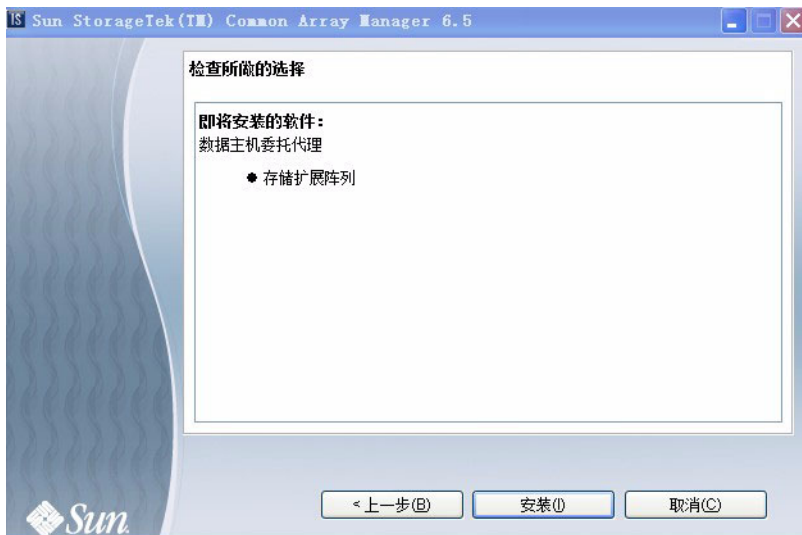 Sun StorageTek(TM) Common Array Manager 6.5
检查所做的选择
即将安装的软件：
数据主机委托代理
● 存储扩展阵列
<上一步(B)
安装(I)
取消(C)
Sun